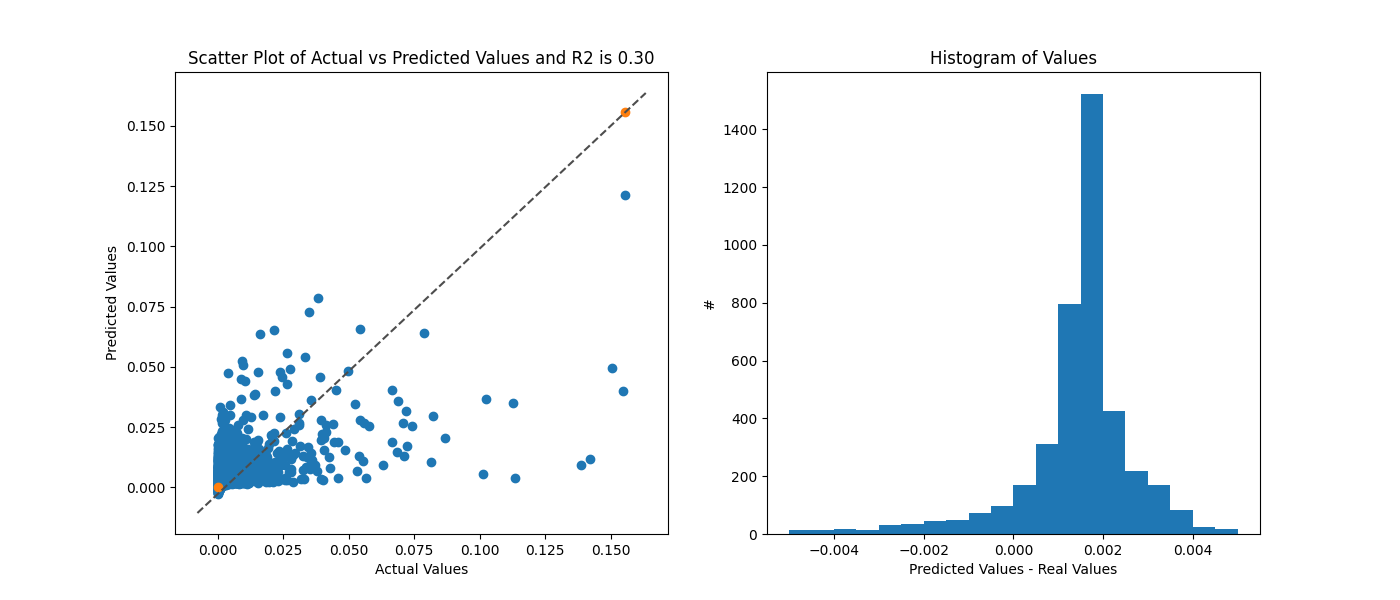 Scatter Plot of Actual vs Predicted Values and R2 is 0.30
0.150
0.125
0.100
0.075
0.050
0.025
0.000
Predicted Values
0.000 0.025 0.050 0.075 0.100 0.125 0.150
Actual Values
Histogram of Values
1400
1200
1000
800
600
400
200
0
#
−0.004 −0.002 0.000 0.002 0.004
Predicted Values - Real Values